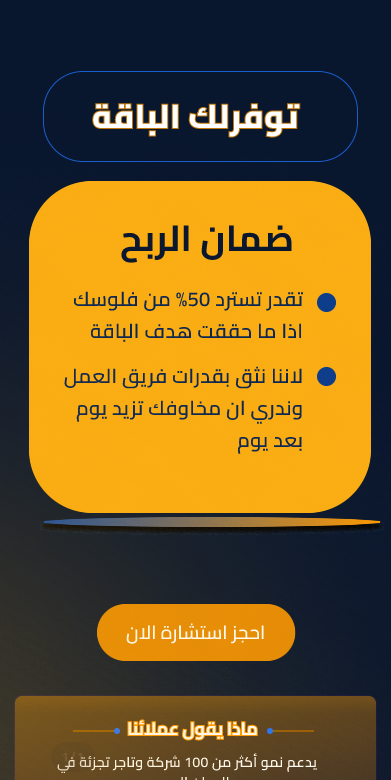 توفرلك الباقة
ضمان الربح
تقدر تسترد 50% من فلوسك
اذا ما حققت هدف الباقة
لاننا نثق بقدرات فريق العمل
وندري ان مخاوفك تزيد يوم
بعد يوم
احجز استشارة الان
ماذا يقول عملائنا
يدعم نمو أكثر من 100 شركة وتاجر تجزئة في